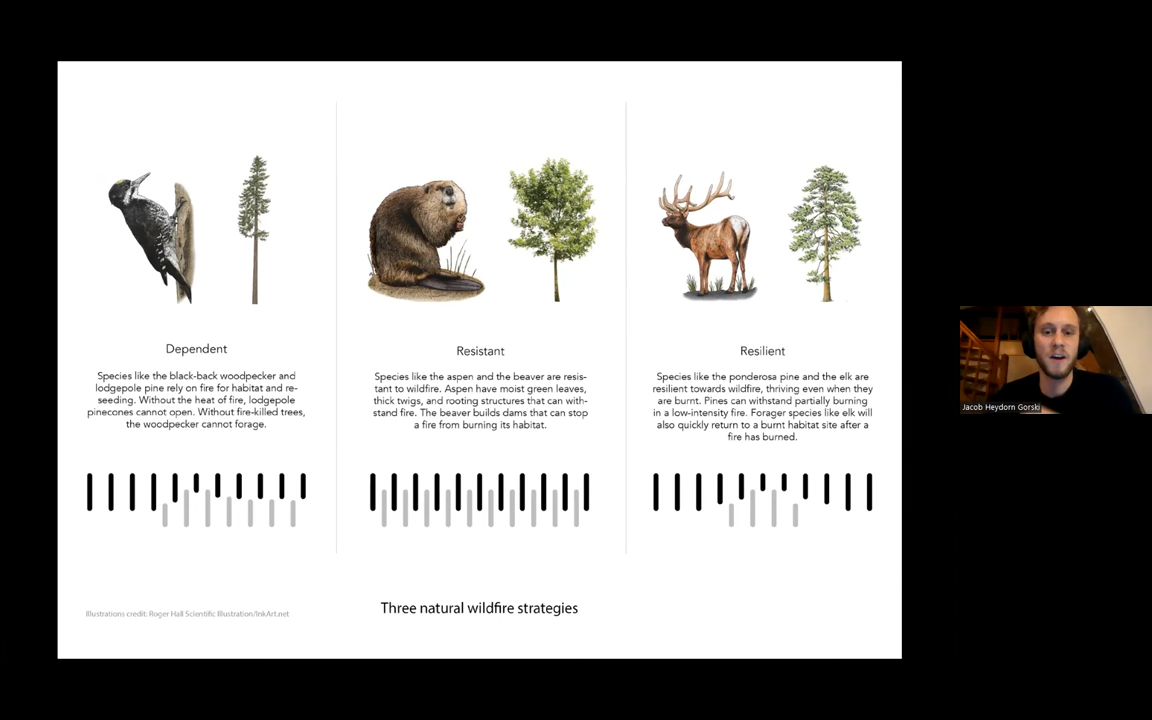 Dependent
Species like the black-back woodpecker and
lodgepole pine rely on fire for habitat and re-
seeding. Without the heat of fire, lodgepole
pinecones cannot open. Without fire-killed trees,
the woodpecker cannot forage.
Resistant
Species like the aspen and the beaver are resis-
tant to wildfire. Aspen have moist green leaves,
thick twigs, and rooting structures that can with-
stand fire. The beaver builds dams that can stop
a fire from burning its habitat.
Resilient
Species like the ponderosa pine and the elk are
resilient towards wildfire, thriving even when they
are burnt. Pines can withstand partially burning
in a low-intensity fire. Forager species like elk will
also quickly return to a burnt habitat site after a
fire has burned.
Illustrations credit: Roger Hall Scientific Illustration/InkArt.net
Three natural wildfire strategies
Jacob Heydorn Gorski